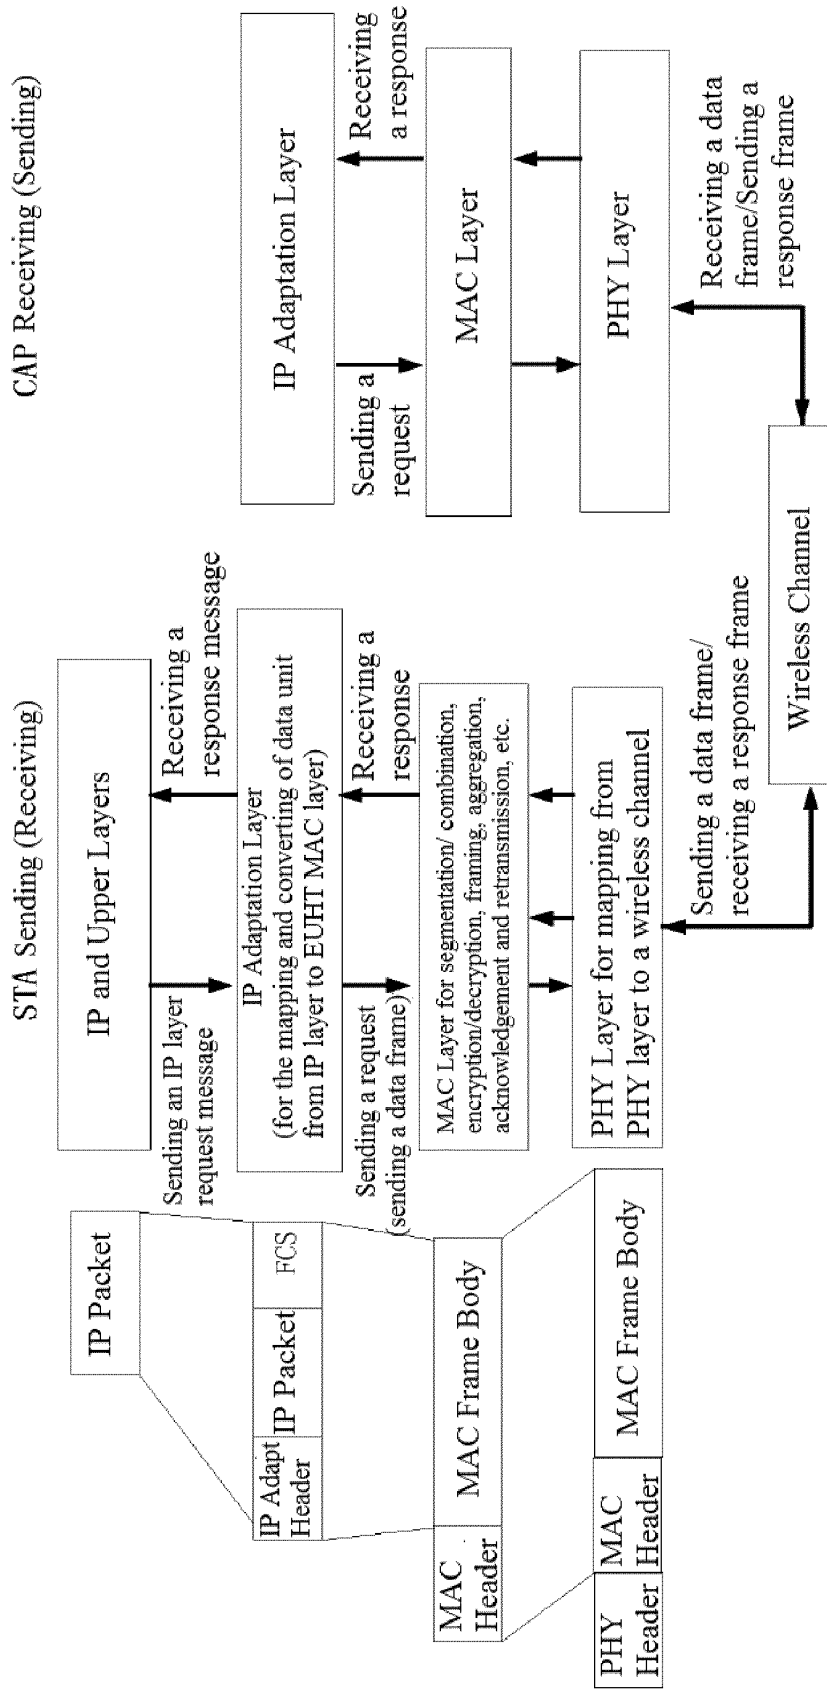 STA Sending (Receiving)
CAP Receiving (Sending)
IP Packet
IP and Upper Layers
Sending an IP layer
request message
Receiving a
response message
IP Adapt
Header
IP Packet
FCS
IP Adaptation Layer
(for the mapping and converting of data unit
from IP layer to EUHT MAC layer)
IP Adaptation Layer
Sending a request
(sending a data frame)
Receiving a
response
Sending a
request
Receiving
a response
MAC
Header
MAC Frame Body
MAC Layer for segmentation/ combination,
encryption/decryption, framing, aggregation,
acknowledgement and retransmission, etc.
MAC Layer
PHY
Header
MAC
Header
MAC Frame Body
PHY Layer for mapping from
PHY layer to a wireless channel
PHY Layer
Sending a data frame/
receiving a response frame
Receiving a data
frame/Sending a
response frame
Wireless Channel